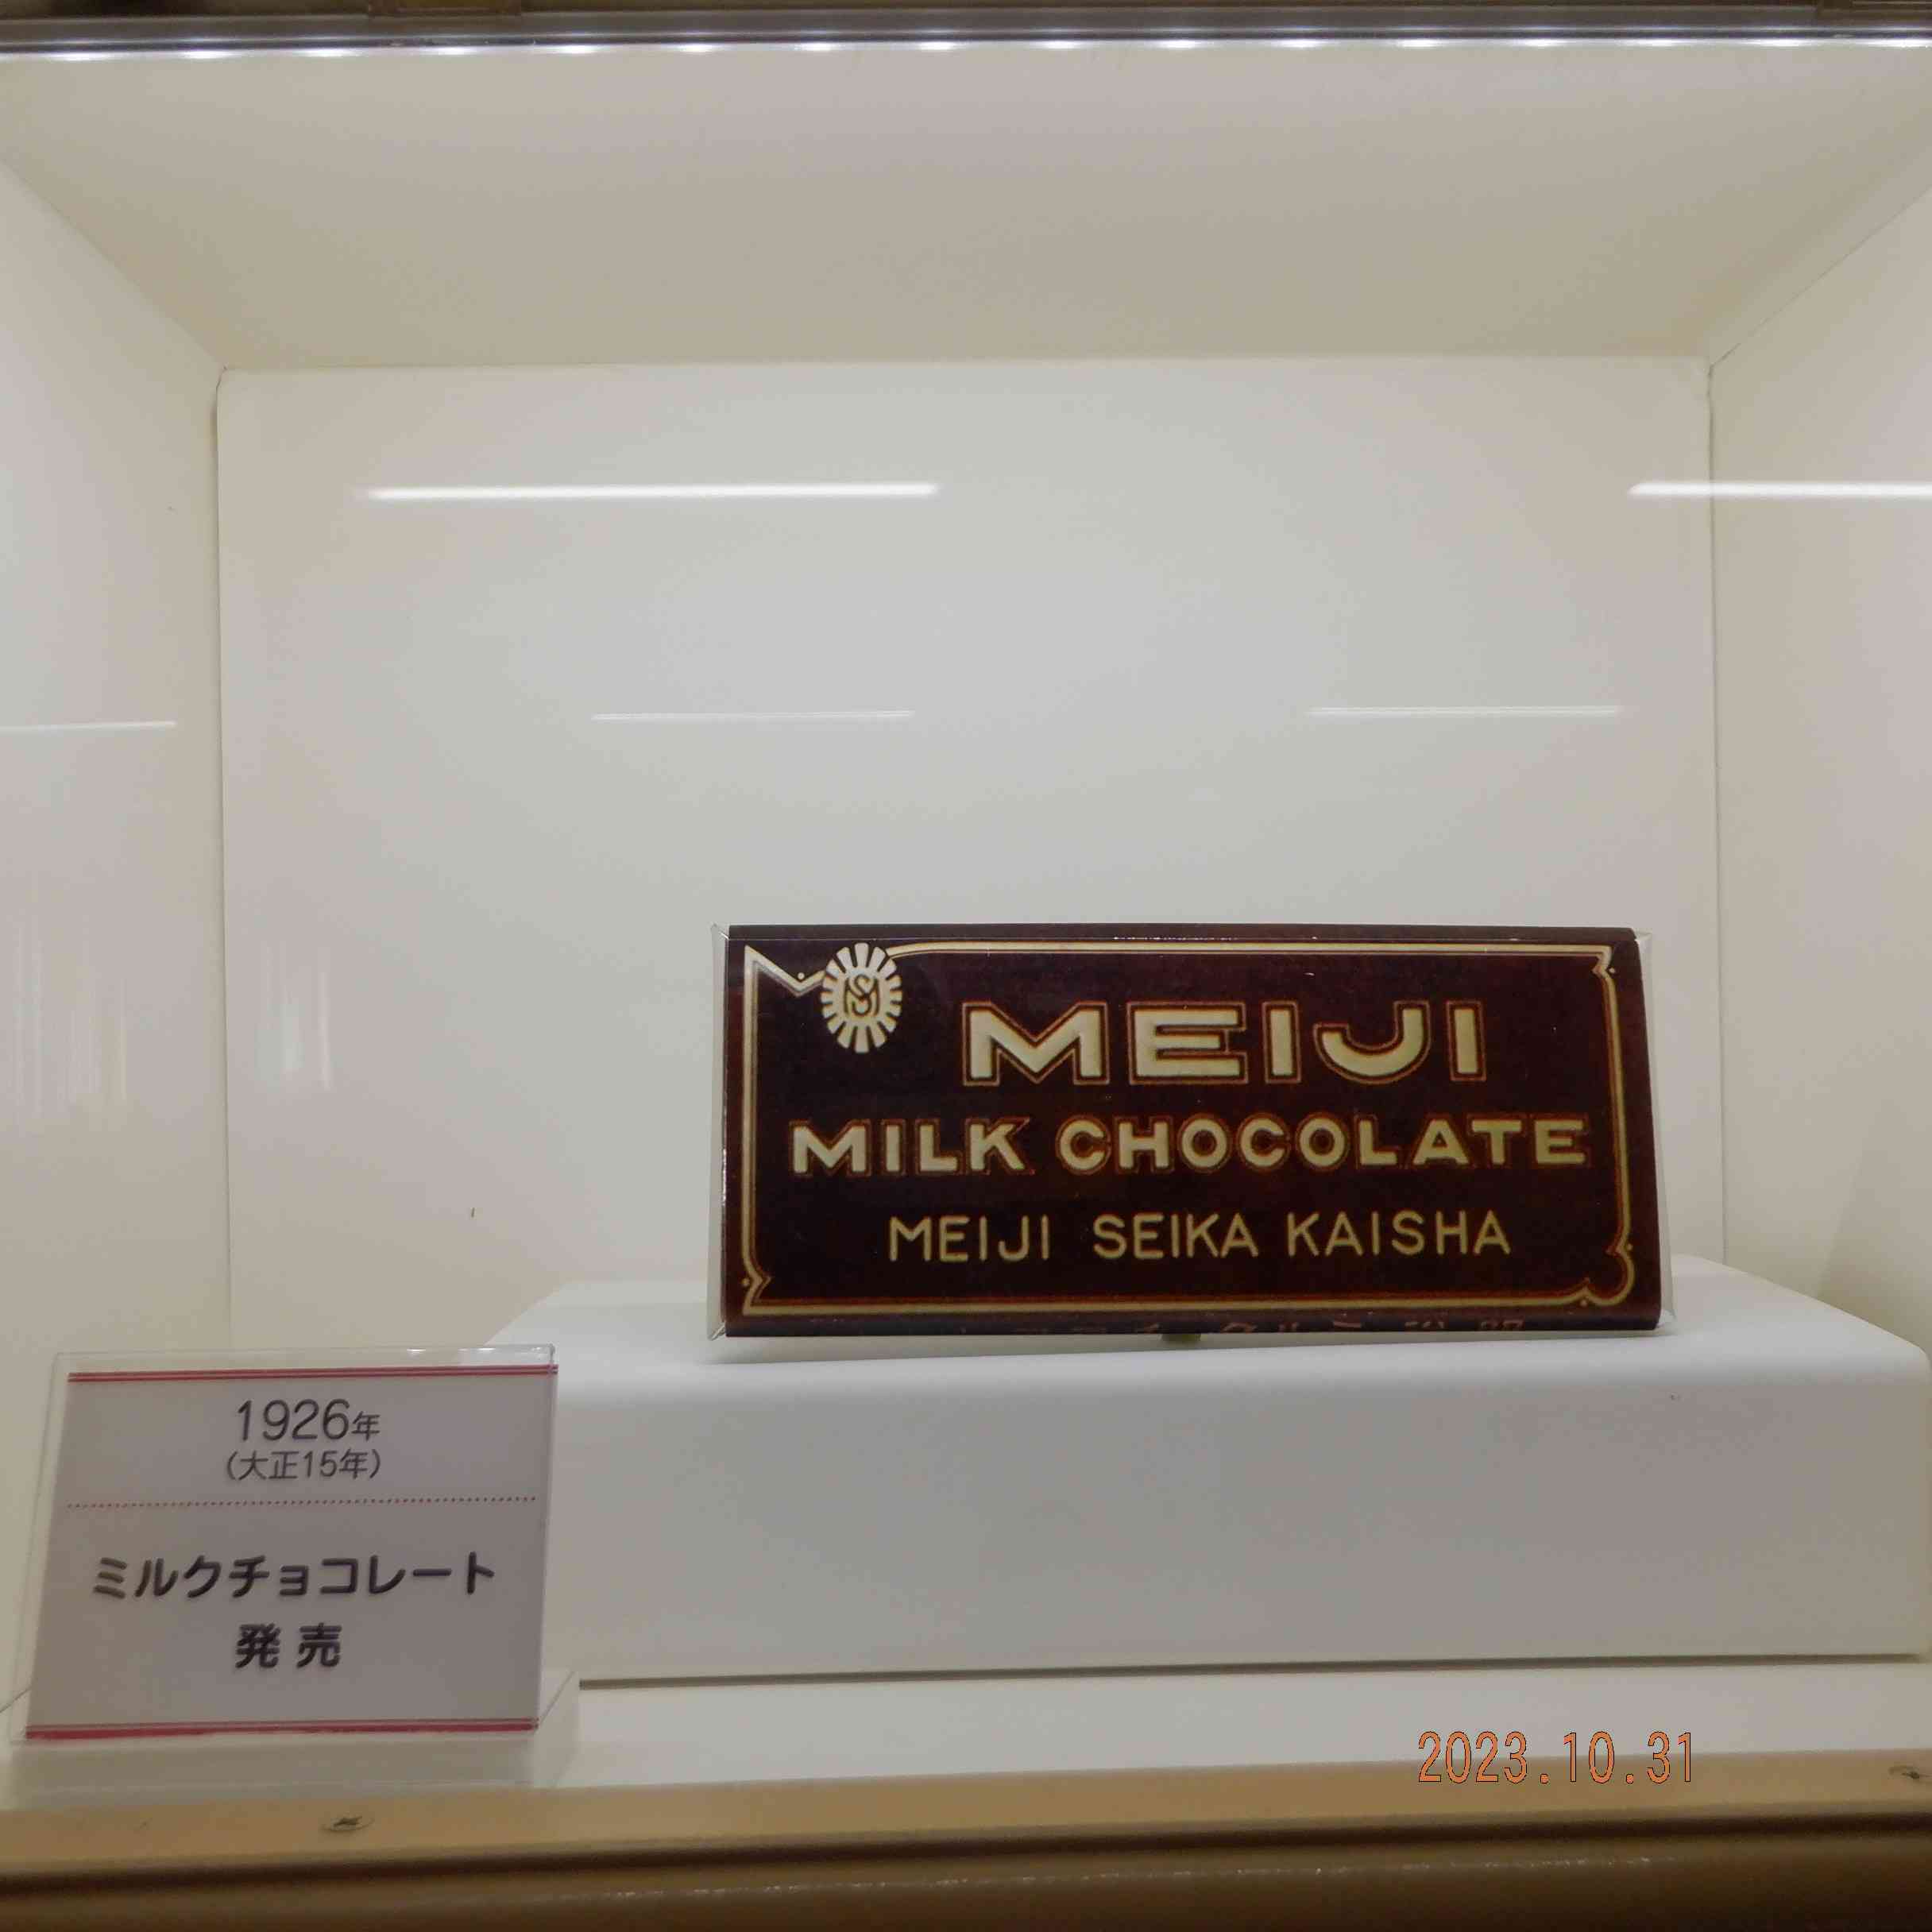 MEIJI
MILK CHOCOLATE
MEIJI SEIKA KAISHA
1926年
(大正15年)
ミルクチョコレート
発売
2023.10.31